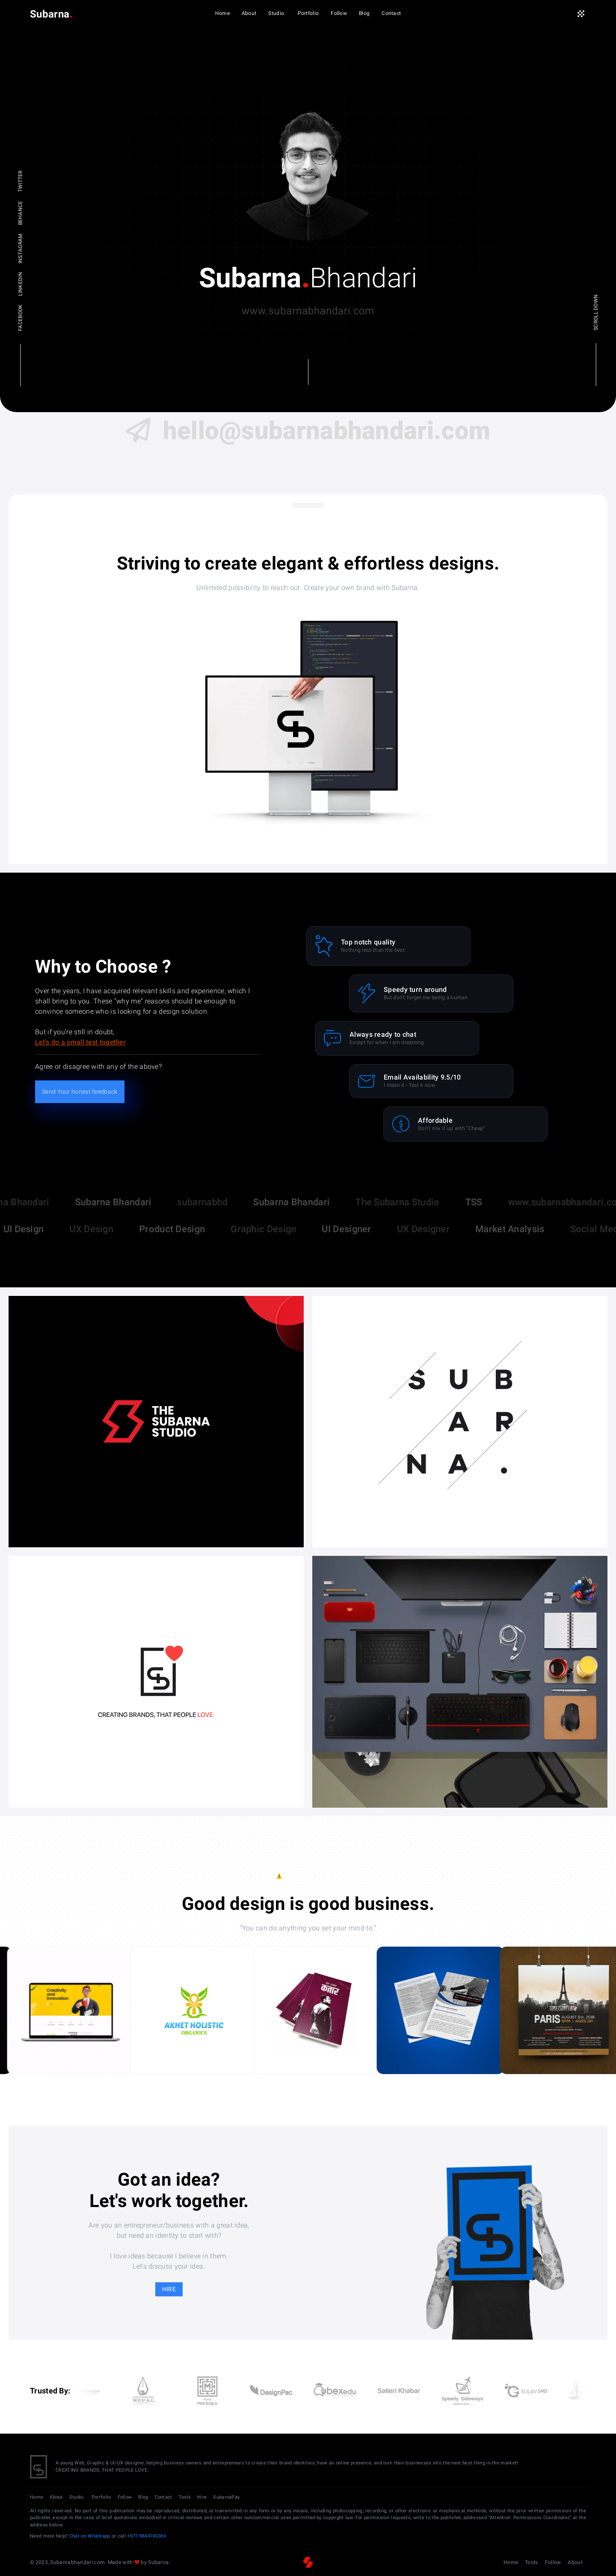 Subarna.
Home About Studio Portfolio Follow Blog Contact
TWITTER
BEHANCE
INSTAGRAM
LINKEDIN
FACEBOOK
Subarna.Bhandari
www.subarnabhandari.com
SCROLL DOWN
hello@subarnabhandari.com
Striving to create elegant & effortless designs.
Unlimited possibility to reach out. Create your own brand with Subarna.
Why to Choose ?
Over the years, I have acquired relevant skills and experience, which I
shall bring to you. These "why me" reasons should be enough to
convince someone who is looking for a design solution.
But if you're still in doubt,
Let's do a small test together
Agree or disagree with any of the above?
Send Your honest feedback
Top notch quality
Nothing less than the best
Speedy turn around
But don't forget me being a human
Always ready to chat
Except for when I am dreaming
Email Availability 9.5/10
I mean it - Test it now
Affordable
Don't mix it up with "Cheap"
na Bhandari Subarna Bhandari subarnabhd Subarna Bhandari The Subarna Studio TSS www.subarnabhandari.co
UI Design UX Design Product Design Graphic Design UI Designer UX Designer Market Analysis Social Med
THE
SUBARNA
STUDIO
SUB
AR
NA.
CREATING BRANDS, THAT PEOPLE LOVE.
Good design is good business.
"You can do anything you set your mind to."
Creativity
and
Innovation
AKHET HOLISTIC
ORGANICS
कतार
PARIS
Got an idea?
Let's work together.
Are you an entrepreneur/business with a great idea,
but need an identity to start with?
I love ideas because I believe in them.
Let's discuss your idea.
HIRE
Trusted By:
DesignPac
Ubexedu
Salleri Khabar
Speedy Gateways
SULAV SMS
A young Web, Graphic & UI/UX designer, helping business owners and entrepreneurs to create their brand identities, have an online presence, and turn their businesses into the next best thing in the market!
CREATING BRANDS, THAT PEOPLE LOVE.
Home About Studio Portfolio Follow Blog Contact Tools Hire SubarnaPay
All rights reserved. No part of this publication may be reproduced, distributed, or transmitted in any form or by any means, including photocopying, recording, or other electronic or mechanical methods, without the prior written permission of the
publisher, except in the case of brief quotations embodied in critical reviews and certain other noncommercial uses permitted by copyright law. For permission requests, write to the publisher, addressed "Attention: Permissions Coordinator," at the
address below.
Need more help? Chat on Whatsapp or call +977 9844740360
© 2023, Subarnabhandari.com. Made with ❤ by Subarna.
Home Tools Follow About